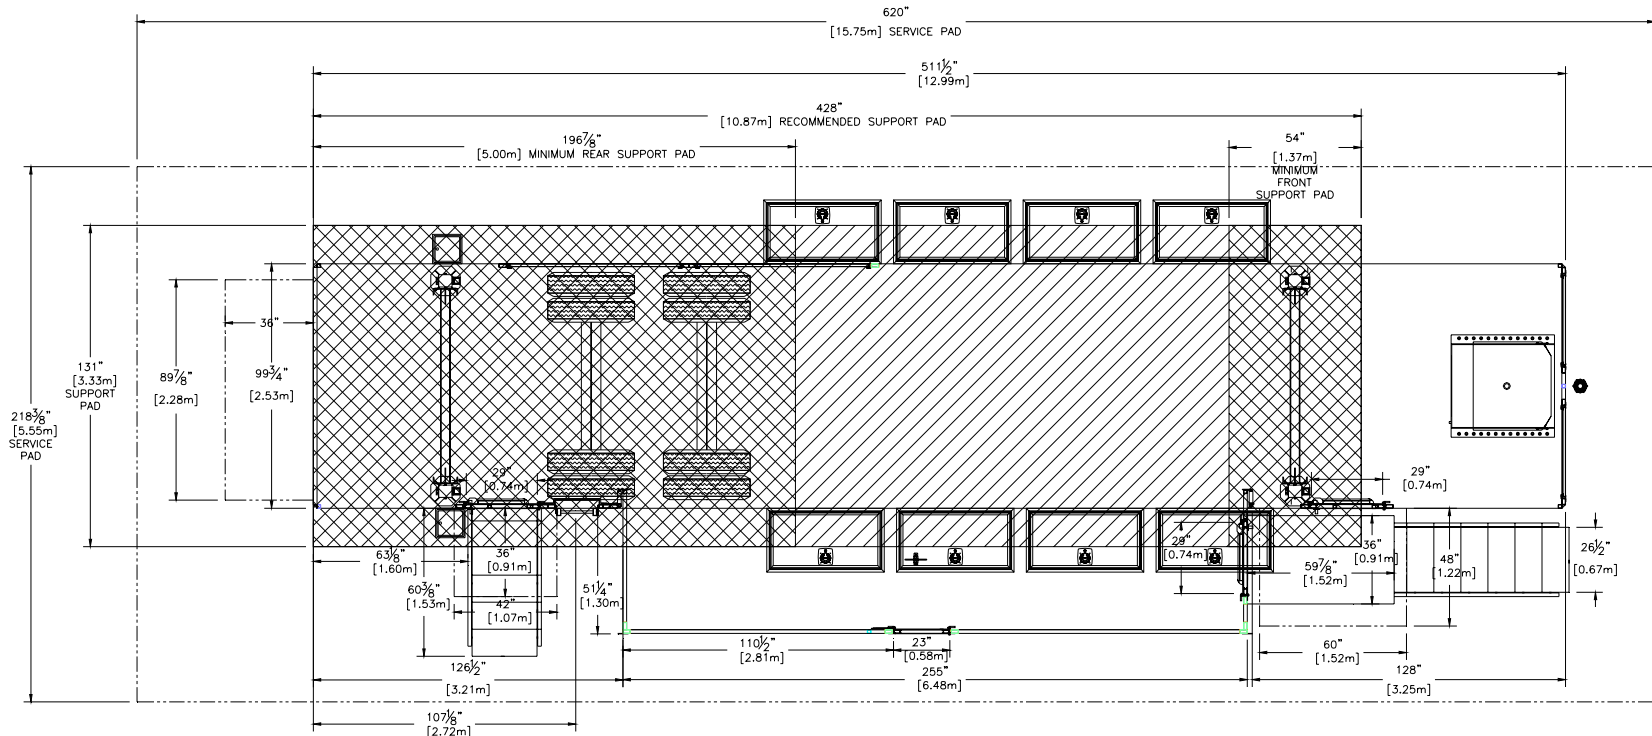 620"
[15.75m] SERVICE PAD
511½"
[12.99m]
428"
[10.87m] RECOMMENDED SUPPORT PAD
196⅞"
[5.00m] MINIMUM REAR SUPPORT PAD
54"
[1.37m]
MINIMUM
FRONT
SUPPORT PAD
36"
131"
[3.33m]
SUPPORT
PAD
89⅞"
[2.28m]
99¾"
[2.53m]
218⅜"
[5.55m]
SERVICE
PAD
29"
[0.74m]
29"
[0.74m]
63⅛"
[1.60m]
36"
[0.91m]
60⅜"
[1.53m]
42"
[1.07m]
51¼"
[1.30m]
29"
[0.74m]
59⅞"
[1.52m]
36"
[0.91m]
48"
[1.22m]
26½"
[0.67m]
110½"
[2.81m]
23"
[0.58m]
60"
[1.52m]
126½"
[3.21m]
255"
[6.48m]
128"
[3.25m]
107⅛"
[2.72m]